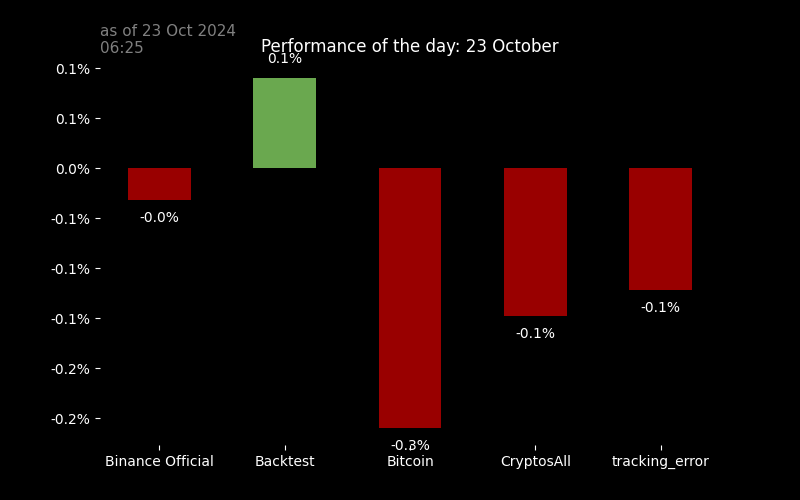 as of 23 Oct 2024
06:25
Performance of the day: 23 October
0.1%
0.1%
0.1%
0.0%
-0.1%
-0.0%
-0.1%
-0.1%
-0.1%
-0.1%
-0.2%
-0.2%
-0.3%
Binance Official
Backtest
Bitcoin
CryptosAll
tracking_error